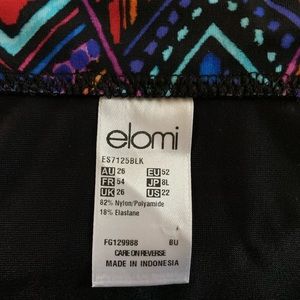 elomi
ES7125BLK
AU 26 EU 52
FR 54 JP 8L
UK 26 US 22
82% Nylon/Polyamide
18% Elastane
FG129988 BU
CARE ON REVERSE
MADE IN INDONESIA